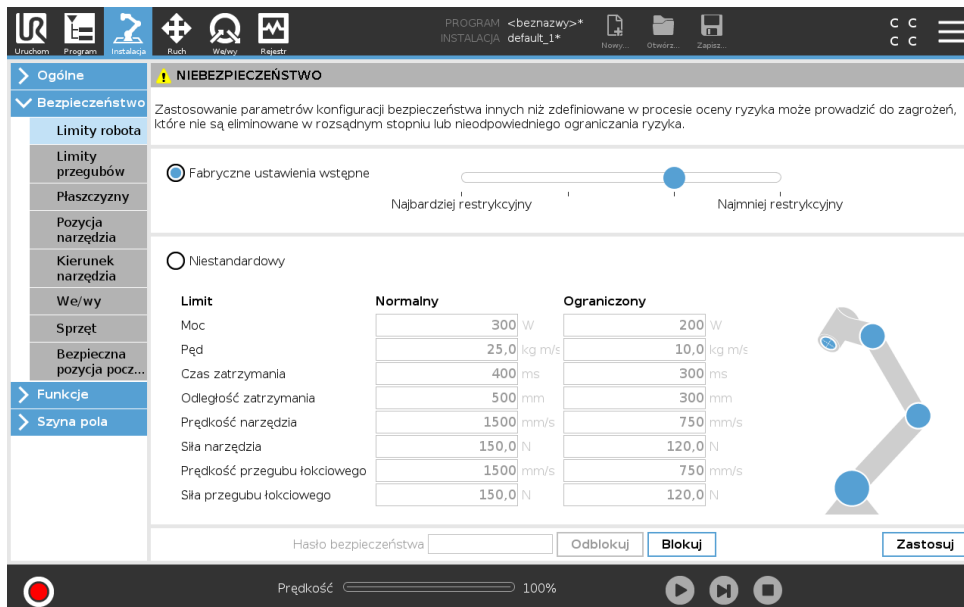 UR
PROGRAM <beznazwy>*
INSTALACJA default_1*
Uruchom Program Instalacja Ruch We/wy Rejestr Nowy... Otwórz... Zapisz...
C C
C C
Ogólne
Bezpieczeństwo
Limity robota
Limity
przegubów
Płaszczyzny
Pozycja
narzędzia
Kierunek
narzędzia
We/wy
Sprzęt
Bezpieczna
pozycja pocz...
Funkcje
Szyna pola
NIEBEZPIECZEŃSTWO
Zastosowanie parametrów konfiguracji bezpieczeństwa innych niż zdefiniowane w procesie oceny ryzyka może prowadzić do zagrożeń,
które nie są eliminowane w rozsądnym stopniu lub nieodpowiedniego ograniczania ryzyka.
Fabryczne ustawienia wstępne
Najbardziej restrykcyjny Najmniej restrykcyjny
Niestandardowy
Limit Normalny Ograniczony
Moc 300 W 200 W
Pęd 25,0 kg m/s 10,0 kg m/s
Czas zatrzymania 400 ms 300 ms
Odległość zatrzymania 500 mm 300 mm
Prędkość narzędzia 1500 mm/s 750 mm/s
Siła narzędzia 150,0 N 120,0 N
Prędkość przegubu łokciowego 1500 mm/s 750 mm/s
Siła przegubu łokciowego 150,0 N 120,0 N
Hasło bezpieczeństwa Odblokuj Blokuj Zastosuj
Prędkość 100%